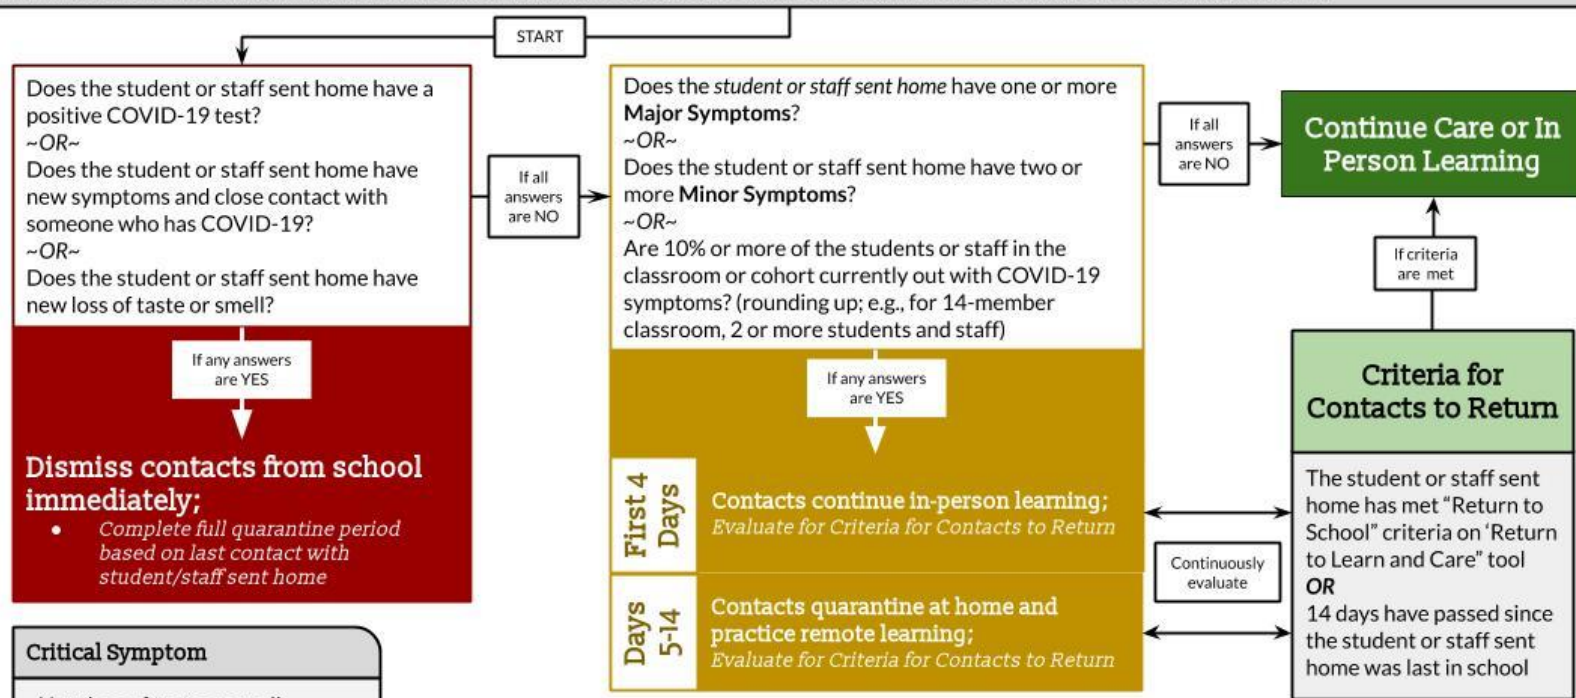 START
Does the student or staff sent home have a
positive COVID-19 test?
~OR~
Does the student or staff sent home have
new symptoms and close contact with
someone who has COVID-19?
~OR~
Does the student or staff sent home have
new loss of taste or smell?
If any answers
are YES
Dismiss contacts from school
immediately;
● Complete full quarantine period
based on last contact with
student/staff sent home
If all
answers
are NO
Does the student or staff sent home have one or more
Major Symptoms?
~OR~
Does the student or staff sent home have two or
more Minor Symptoms?
~OR~
Are 10% or more of the students or staff in the
classroom or cohort currently out with COVID-19
symptoms? (rounding up; e.g., for 14-member
classroom, 2 or more students and staff)
If any answers
are YES
First 4
Days
Contacts continue in-person learning;
Evaluate for Criteria for Contacts to Return
Days
5-14
Contacts quarantine at home and
practice remote learning;
Evaluate for Criteria for Contacts to Return
If all
answers
are NO
Continue Care or In
Person Learning
If criteria
are met
Criteria for
Contacts to Return
The student or staff sent
home has met “Return to
School” criteria on ‘Return
to Learn and Care” tool
OR
14 days have passed since
the student or staff sent
home was last in school
Continuously
evaluate
Critical Symptom